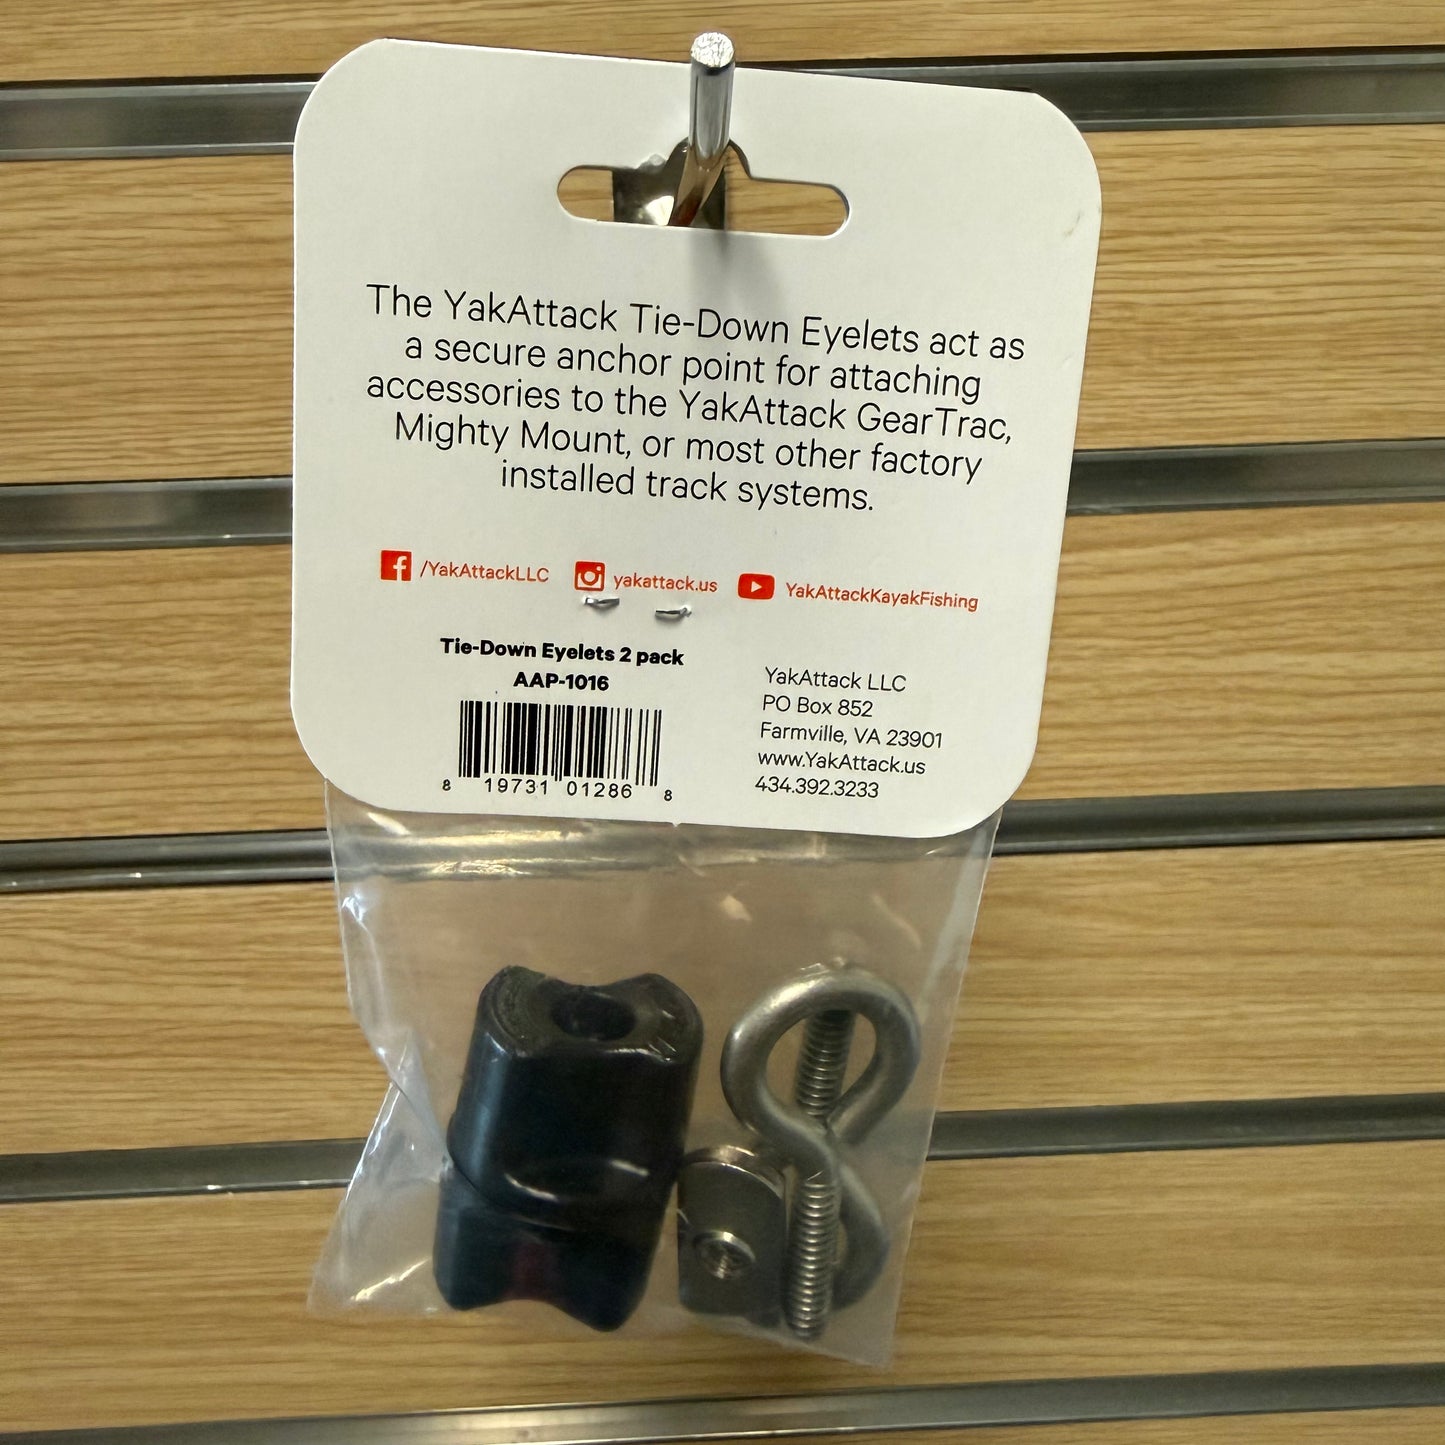 The YakAttack Tie-Down Eyelets act as
a secure anchor point for attaching
accessories to the YakAttack GearTrac,
Mighty Mount, or most other factory
installed track systems.
/YakAttackLLC yakattack.us YakAttackKayakFishing
Tie-Down Eyelets 2 pack
AAP-1016
8 19731 01286 8
YakAttack LLC
PO Box 852
Farmville, VA 23901
www.YakAttack.us
434.392.3233